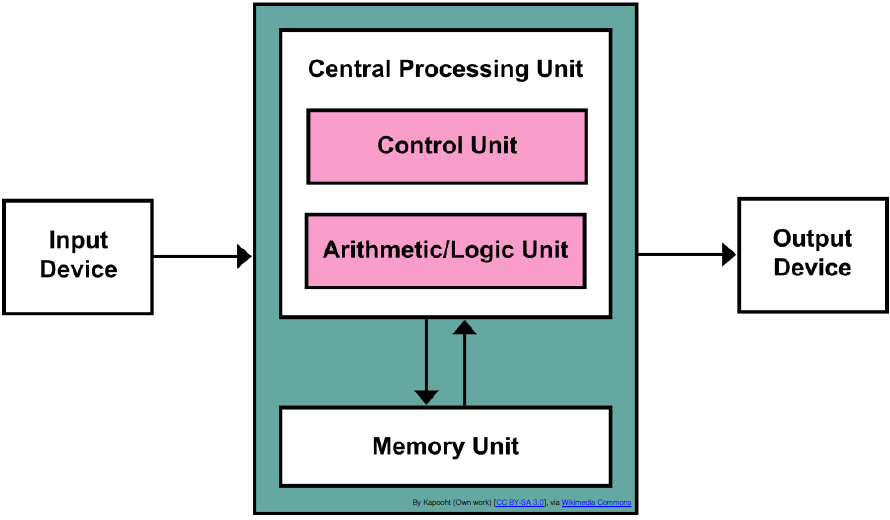 Central Processing Unit
Control Unit
Arithmetic/Logic Unit
Input
Device
Output
Device
Memory Unit
By Kapooht (Own work) [CC BY-SA 3.0], via Wikimedia Commons